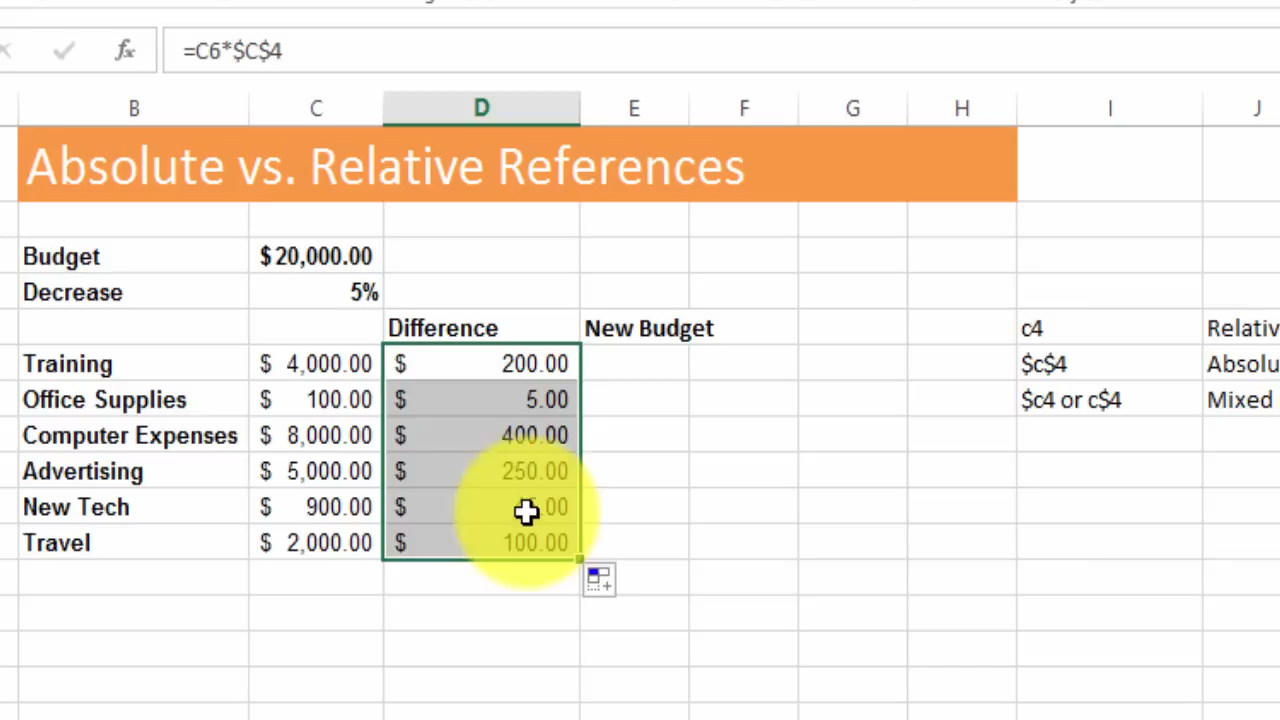 fx =C6*$C$4
B C D E F G H I J
Absolute vs. Relative References
Budget $20,000.00
Decrease 5%
Difference New Budget c4
Training $ 4,000.00 $ 200.00 $c$4
Office Supplies $ 100.00 $ 5.00 $c4 or c$4 Mixed
Computer Expenses $ 8,000.00 $ 400.00
Advertising $ 5,000.00 $ 250.00
New Tech $ 900.00 $ .00
Travel $ 2,000.00 $ 100.00